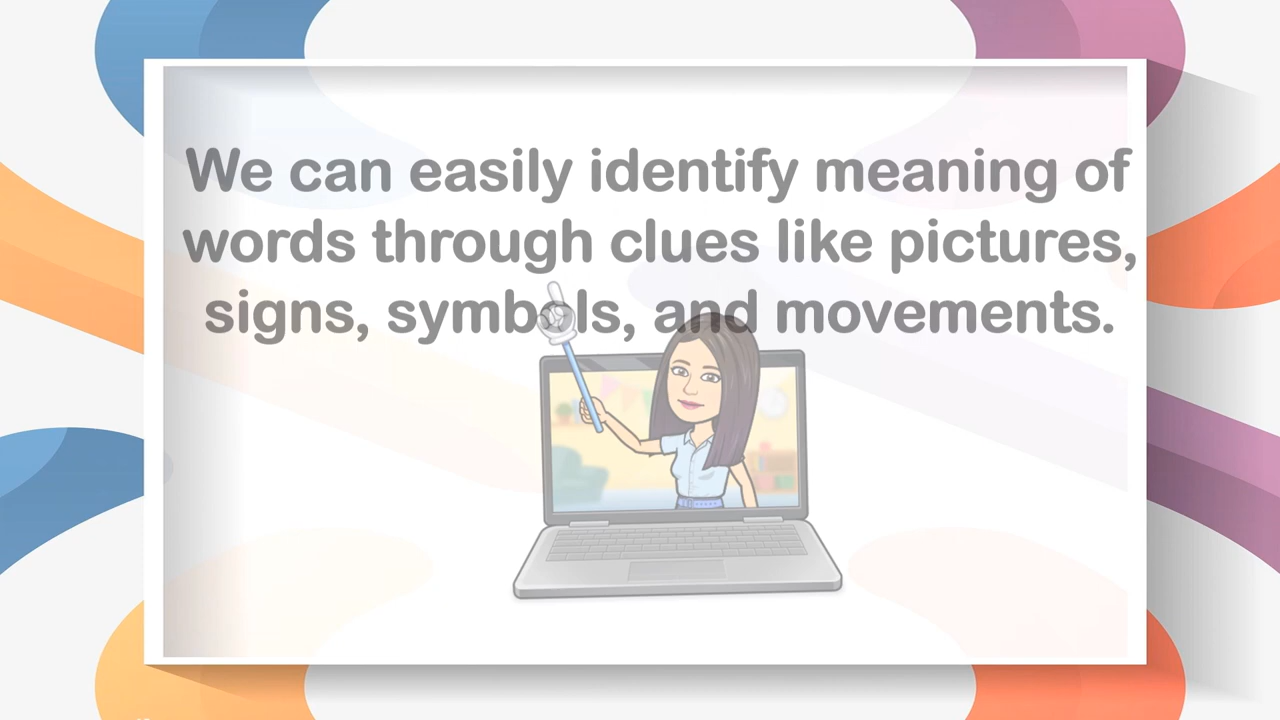 We can easily identify meaning of
words through clues like pictures,
signs, symbols, and movements.